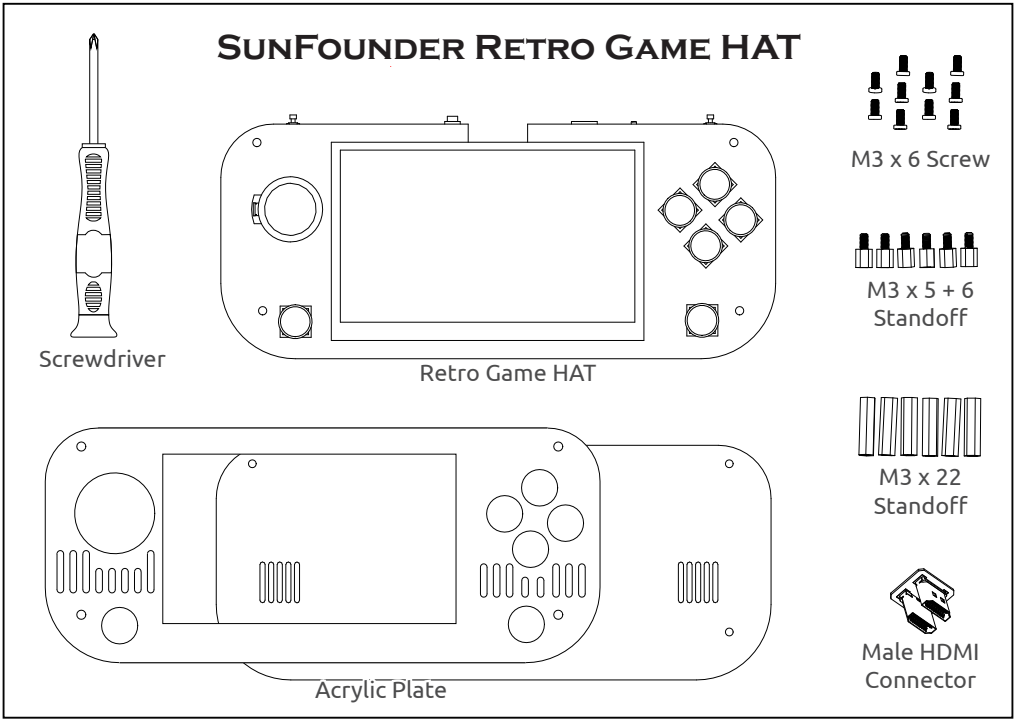 SunFounder Retro Game HAT
M3 x 6 Screw
M3 x 5 + 6
Standoff
Screwdriver
Retro Game HAT
M3 x 22
Standoff
Male HDMI
Connector
Acrylic Plate